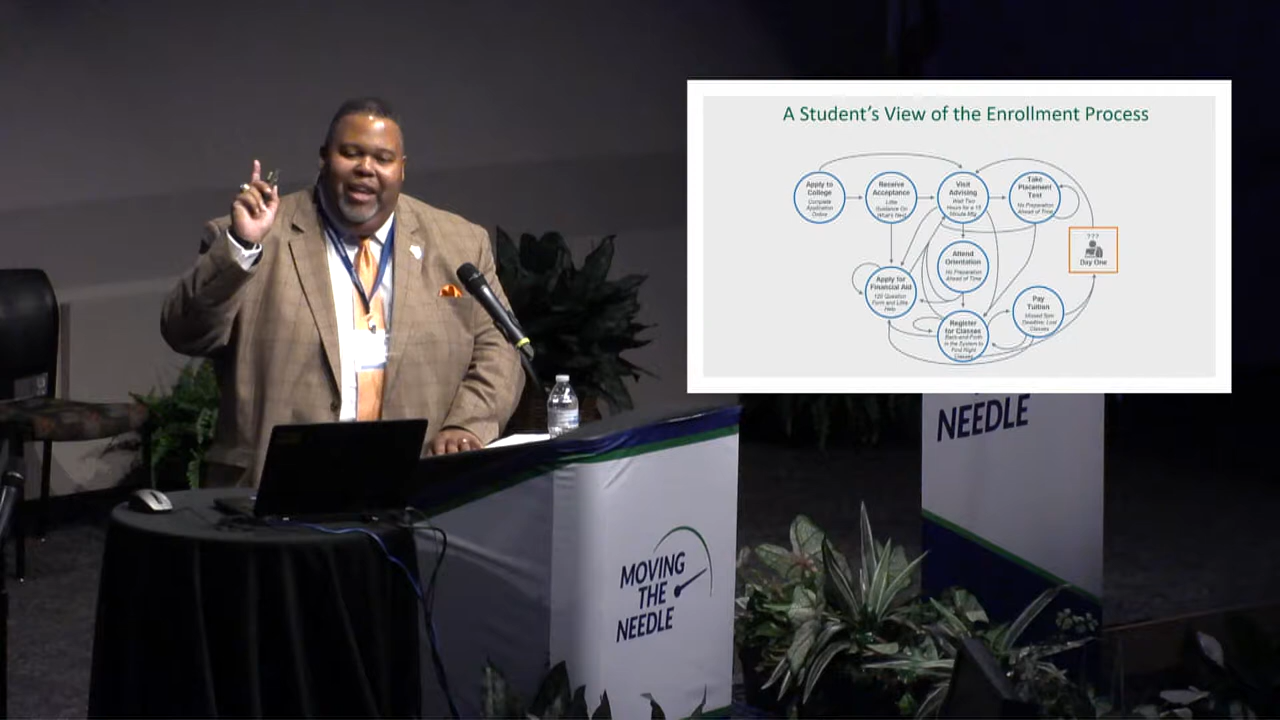 A Student's View of the Enrollment Process
Apply to
College
Complete
Application
Online
Receive
Acceptance
Little
Guidance On
What's Next
Visit
Advising
Wait Two
Hours for a 15
Minute Mtg
Take
Placement
Test
No Preparation
Ahead of Time
???
Day One
Attend
Orientation
No Preparation
Ahead of Time
Apply for
Financial Aid
120 Question
Form and Little
Help
Pay
Tuition
Missed 5pm
Deadline; Lost
Classes
Register
for Classes
Back-and-Forth
in the System to
Find Right
Classes
NEEDLE
MOVING
THE
NEEDLE